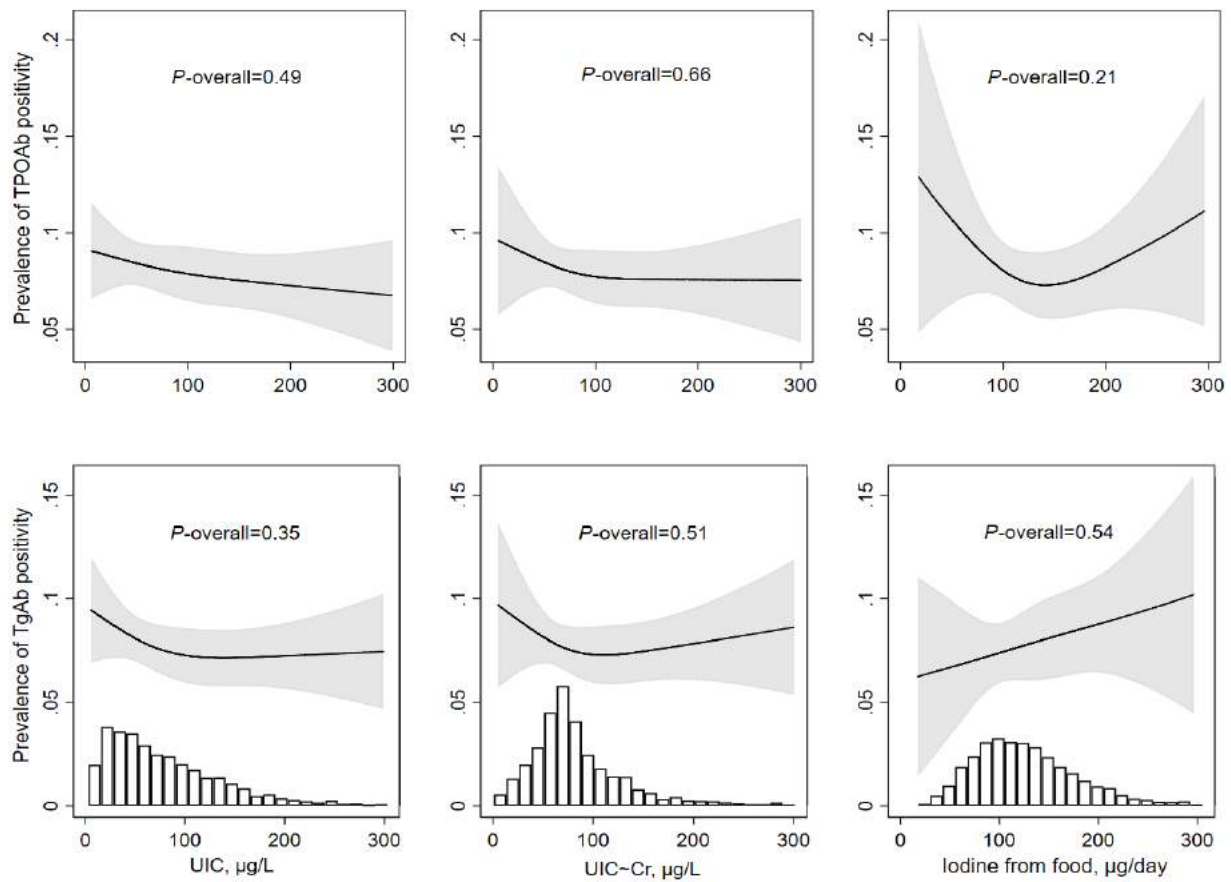 Prevalence of TPOAb positivity
.2
.15
.1
.05
P-overall=0.49
0 100 200 300
.2
.15
.1
.05
P-overall=0.66
0 100 200 300
.2
.15
.1
.05
P-overall=0.21
0 100 200 300
Prevalence of TgAb positivity
.15
.1
.05
0
P-overall=0.35
0 100 200 300
UIC, µg/L
.15
.1
.05
0
P-overall=0.51
0 100 200 300
UIC~Cr, µg/L
.15
.1
.05
0
P-overall=0.54
0 100 200 300
Iodine from food, µg/day